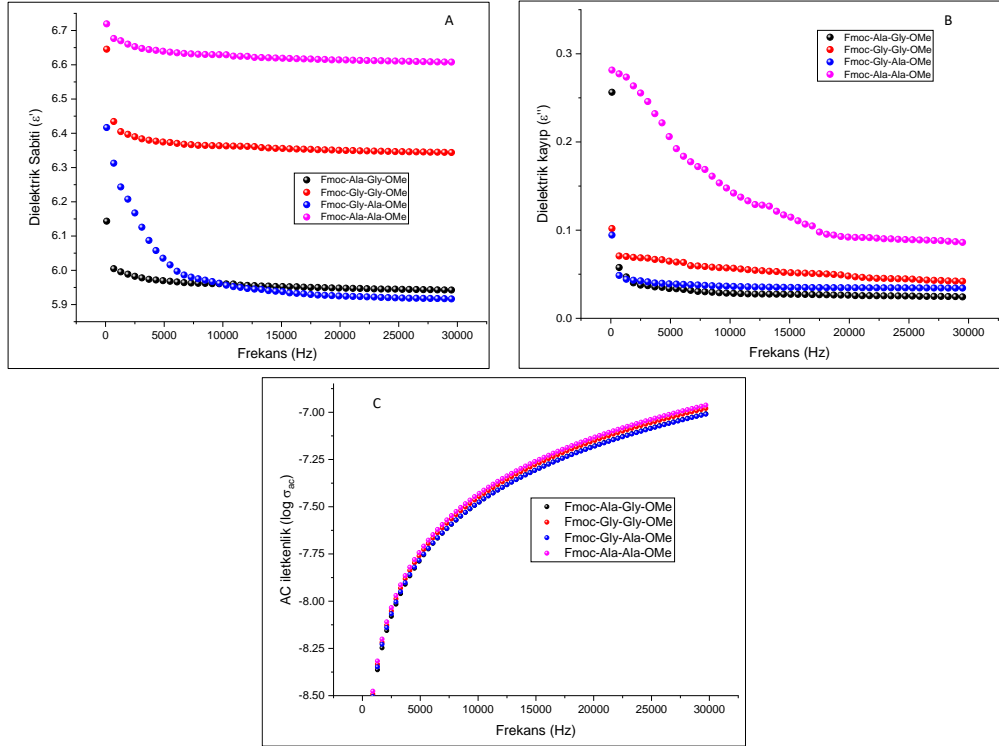 A
Dielektrik Sabiti (ε')
6.7
6.6
6.5
6.4
6.3
6.2
6.1
6.0
5.9
0
5000
10000
15000
20000
25000
30000
Frekans (Hz)
Fmoc-Ala-Gly-OMe
Fmoc-Gly-Gly-OMe
Fmoc-Gly-Ala-OMe
Fmoc-Ala-Ala-OMe
B
Dielektrik kayıp (ε'')
0.3
0.2
0.1
0.0
0
5000
10000
15000
20000
25000
30000
Frekans (Hz)
Fmoc-Ala-Gly-OMe
Fmoc-Gly-Gly-OMe
Fmoc-Gly-Ala-OMe
Fmoc-Ala-Ala-OMe
C
AC iletkenlik (log σac)
-7.00
-7.25
-7.50
-7.75
-8.00
-8.25
-8.50
0
5000
10000
15000
20000
25000
30000
Frekans (Hz)
Fmoc-Ala-Gly-OMe
Fmoc-Gly-Gly-OMe
Fmoc-Gly-Ala-OMe
Fmoc-Ala-Ala-OMe